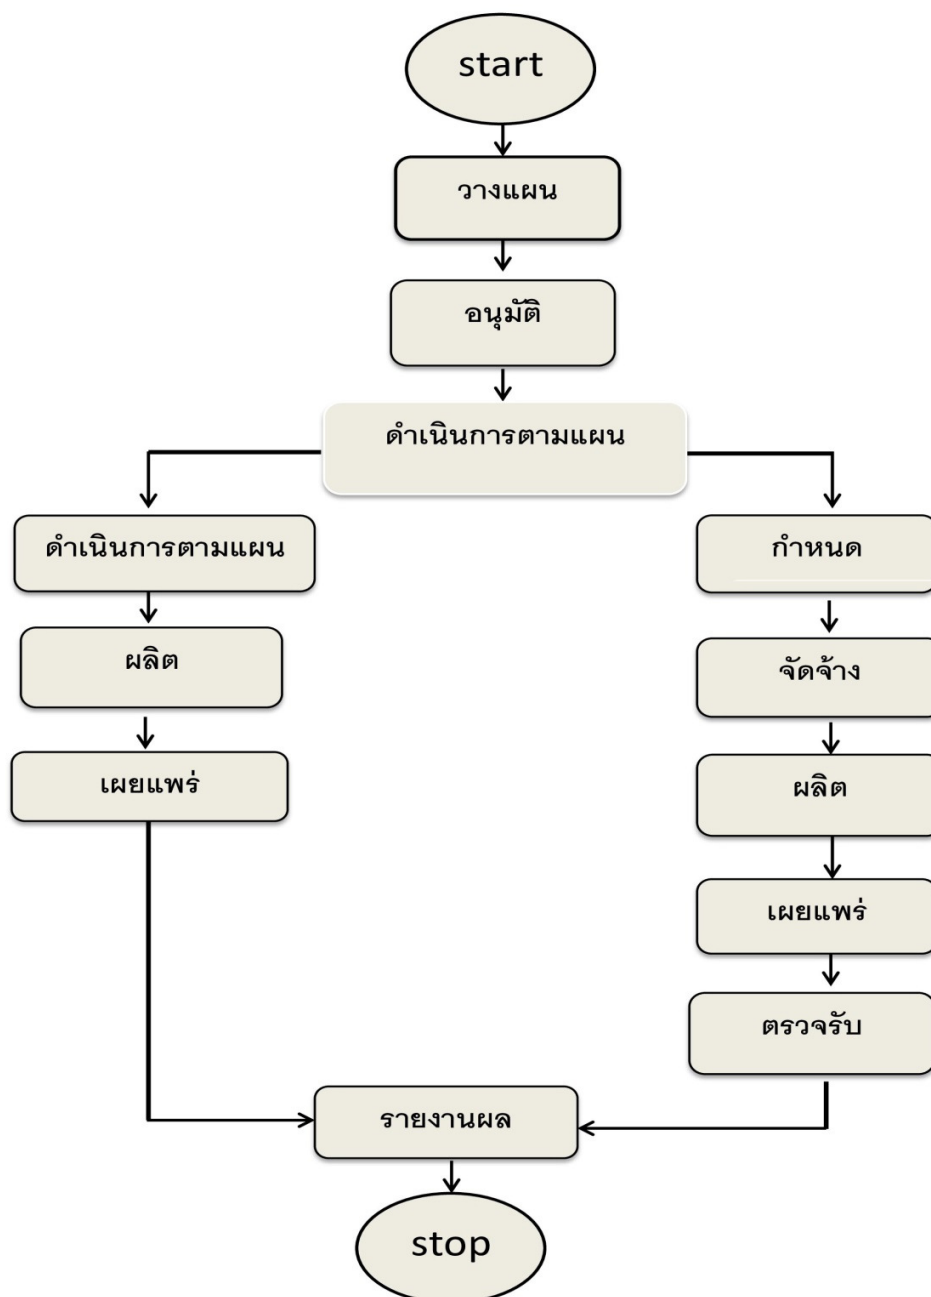 start
วางแผน
อนุมัติ
ดำเนินการตามแผน
ดำเนินการตามแผน
ผลิต
เผยแพร่
กำหนด
จัดจ้าง
ผลิต
เผยแพร่
ตรวจรับ
รายงานผล
stop